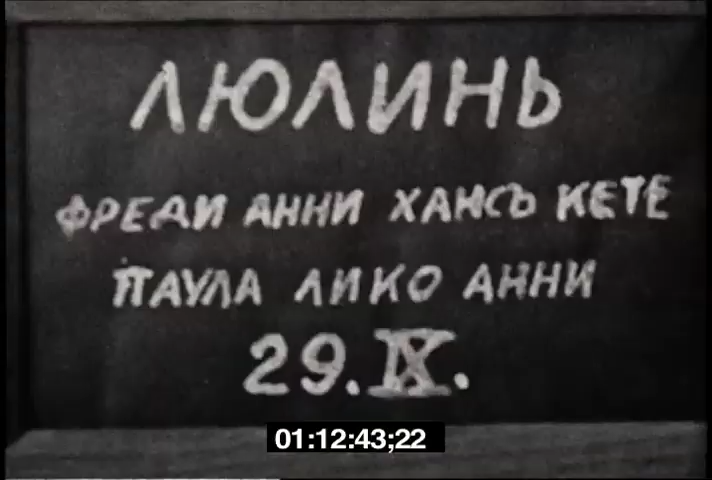 ЛЮЛИНЬ
ФРЕДИ АННИ ХАНСЪ КЕТЕ
ПАУЛА ЛИКО АННИ
29.IX.
01:12:43;22